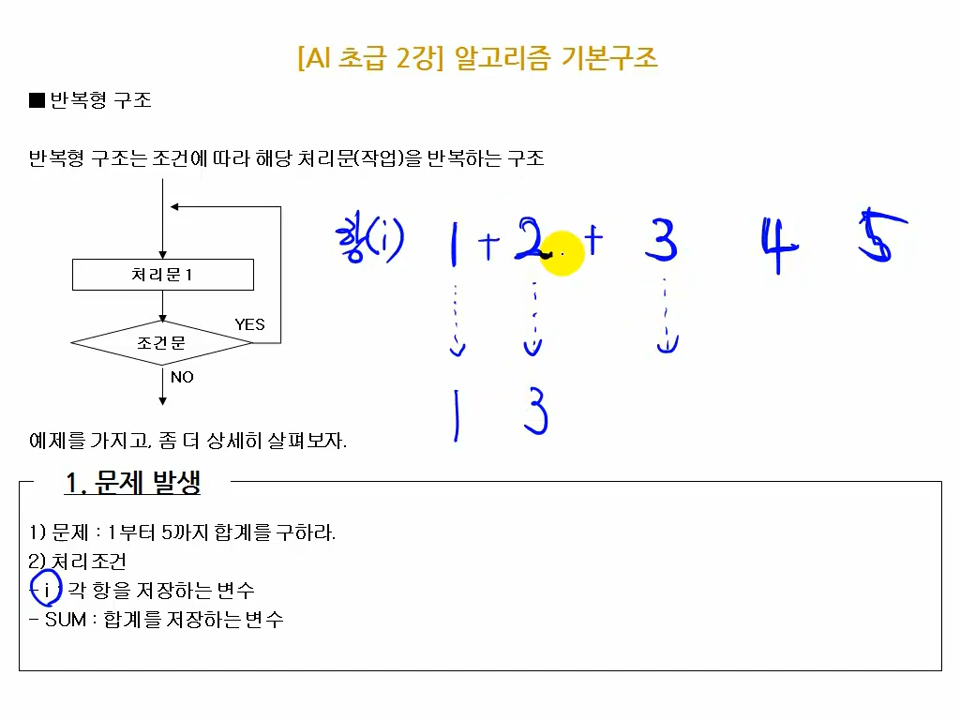 [AI 초급 2강] 알고리즘 기본구조
■ 반복형 구조
반복형 구조는 조건에 따라 해당 처리문(작업)을 반복하는 구조
항(i) 1 + 2 + 3 4 5
처리문1
YES
조건문
NO
1 3
예제를 가지고, 좀 더 상세히 살펴보자.
1. 문제 발생
1) 문제 : 1부터 5까지 합계를 구하라.
2) 처리조건
- i : 각 항을 저장하는 변수
- SUM : 합계를 저장하는 변수